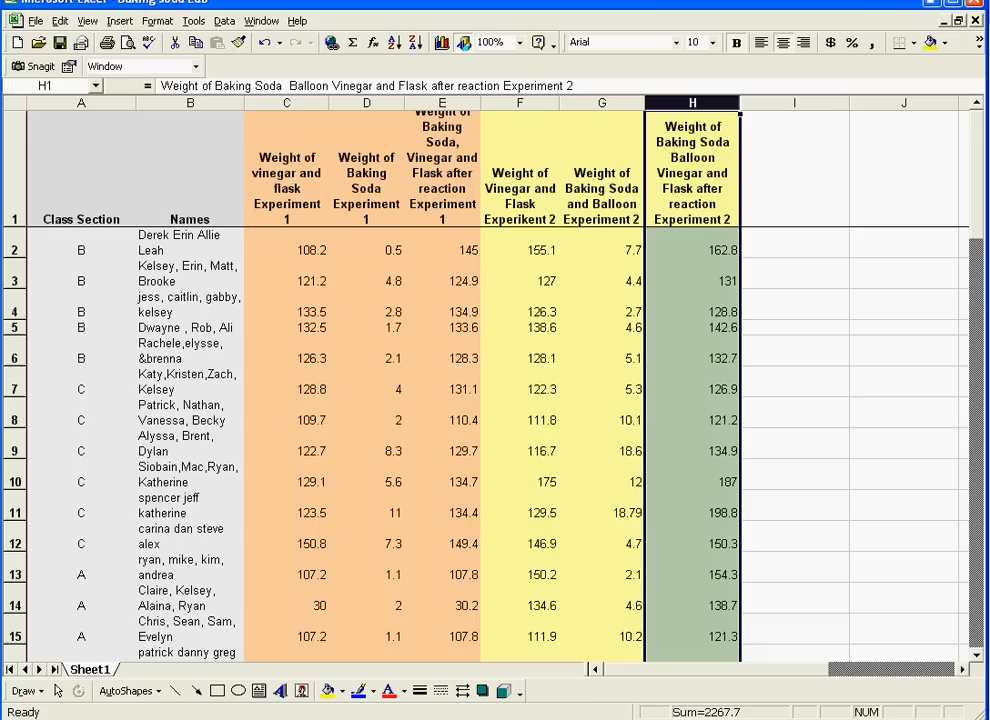 Microsoft Excel - Baking Soda Lab
File Edit View Insert Format Tools Data Window Help
100% Arial 10 B $ % ,
Snagit Window
H1 = Weight of Baking Soda Balloon Vinegar and Flask after reaction Experiment 2
A B C D E F G H I J
Weight of
Baking
Soda,
Vinegar and
Flask after
reaction
Experiment
1
Weight of
vinegar and
flask
Experiment
1
Weight of
Baking
Soda
Experiment
1
Weight of
Vinegar and
Flask
Experikent 2
Weight of
Baking Soda
and Balloon
Experiment 2
Weight of
Baking Soda
Balloon
Vinegar and
Flask after
reaction
Experiment 2
1 Class Section Names
Derek Erin Allie
2 B Leah 108.2 0.5 145 155.1 7.7 162.8
Kelsey, Erin, Matt,
3 B Brooke 121.2 4.8 124.9 127 4.4 131
jess, caitlin, gabby,
4 B kelsey 133.5 2.8 134.9 126.3 2.7 128.8
5 B Dwayne , Rob, Ali 132.5 1.7 133.6 138.6 4.6 142.6
Rachele,elysse,
6 B &brenna 126.3 2.1 128.3 128.1 5.1 132.7
Katy,Kristen,Zach,
7 C Kelsey 128.8 4 131.1 122.3 5.3 126.9
Patrick, Nathan,
8 C Vanessa, Becky 109.7 2 110.4 111.8 10.1 121.2
Alyssa, Brent,
9 C Dylan 122.7 8.3 129.7 116.7 18.6 134.9
Siobain,Mac,Ryan,
10 C Katherine 129.1 5.6 134.7 175 12 187
spencer jeff
11 C katherine 123.5 11 134.4 129.5 18.79 198.8
carina dan steve
12 C alex 150.8 7.3 149.4 146.9 4.7 150.3
ryan, mike, kim,
13 A andrea 107.2 1.1 107.8 150.2 2.1 154.3
Claire, Kelsey,
14 A Alaina, Ryan 30 2 30.2 134.6 4.6 138.7
Chris, Sean, Sam,
15 A Evelyn 107.2 1.1 107.8 111.9 10.2 121.3
patrick danny greg
Sheet1
Draw AutoShapes
Ready Sum=2267.7 NUM